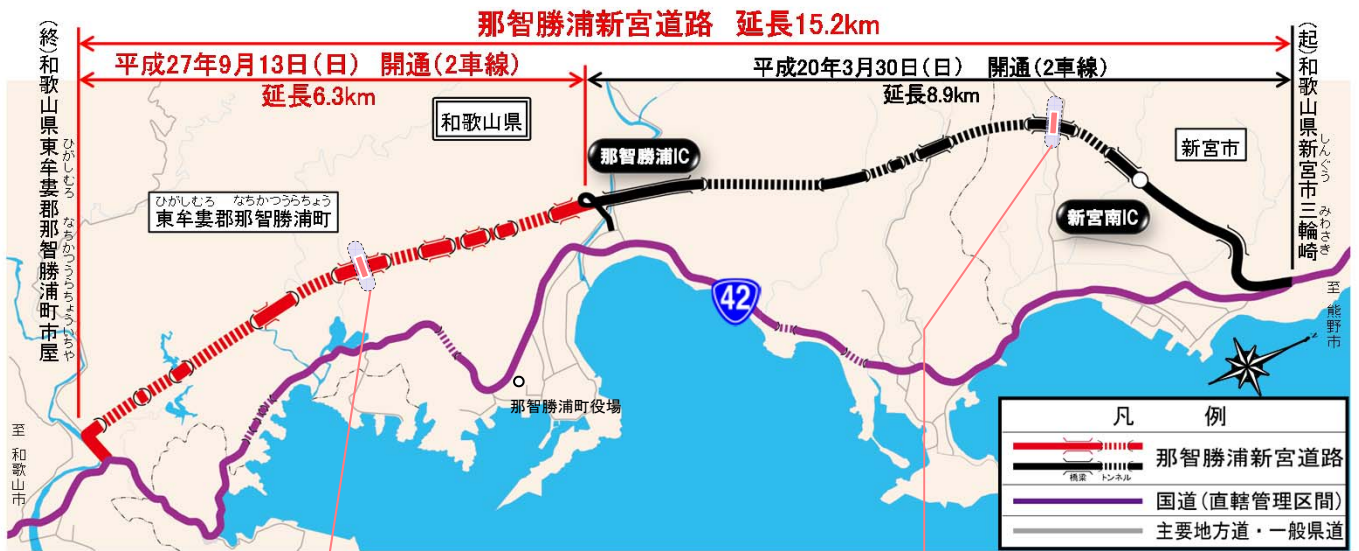 那智勝浦新宮道路 延長15.2km
平成27年9月13日(日) 開通(2車線)
延長6.3km
平成20年3月30日(日) 開通(2車線)
延長8.9km
(終)和歌山県東牟婁郡那智勝浦町市屋
ひがしむろ なちかつうらちょういちや
(起)和歌山県新宮市三輪崎
しんぐう みわさき
和歌山県
那智勝浦IC
新宮市
ひがしむろ なちかつうらちょう
東牟婁郡那智勝浦町
新宮南IC
42
至 熊野市
那智勝浦町役場
至 和歌山市
凡 例
那智勝浦新宮道路
橋梁 トンネル
国道(直轄管理区間)
主要地方道・一般県道